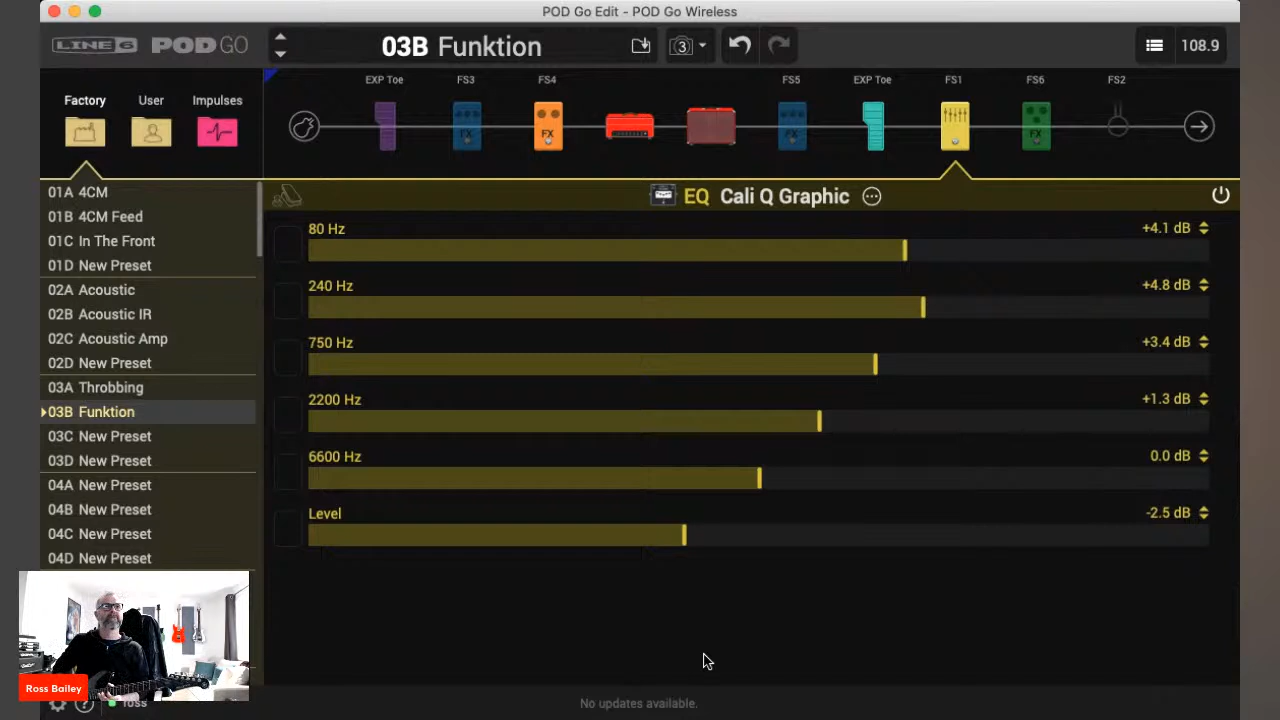 POD Go Edit - POD Go Wireless
LINE 6 POD GO
03B Funktion
3
108.9
Factory User Impulses
EXP Toe FS3 FS4 FS5 EXP Toe FS1 FS6 FS2
FX FX FX FX
EQ Cali Q Graphic
01A 4CM
01B 4CM Feed
01C In The Front
01D New Preset
02A Acoustic
02B Acoustic IR
02C Acoustic Amp
02D New Preset
03A Throbbing
03B Funktion
03C New Preset
03D New Preset
04A New Preset
04B New Preset
04C New Preset
04D New Preset
80 Hz +4.1 dB
240 Hz +4.8 dB
750 Hz +3.4 dB
2200 Hz +1.3 dB
6600 Hz 0.0 dB
Level -2.5 dB
Ross Bailey
? ross
No updates available.